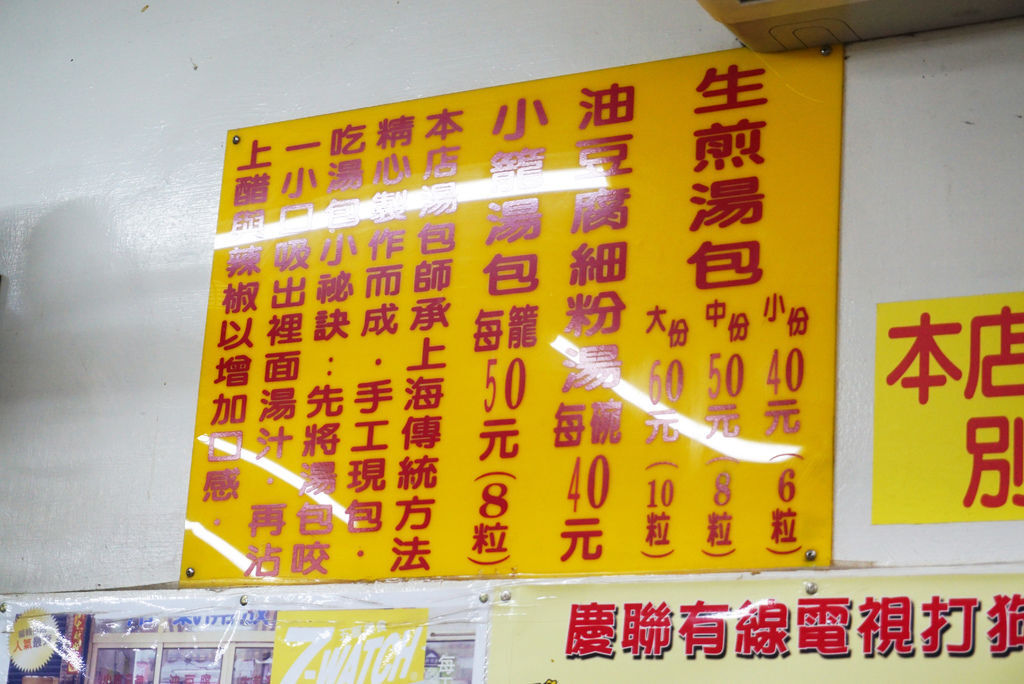 生煎湯包
小份40元(6粒)
中份50元(8粒)
大份60元(10粒)
油豆腐細粉湯
每碗40元
小籠湯包
每籠50元(8粒)
本店湯包師承上海傳統方法
精心製作而成.手工現包.
吃湯包小祕訣:先將湯包咬
一小口吸出裡面湯汁.再沾
上醋與辣椒以增加口感.
本店
別
慶聯有線電視打狗
Z-WATCH